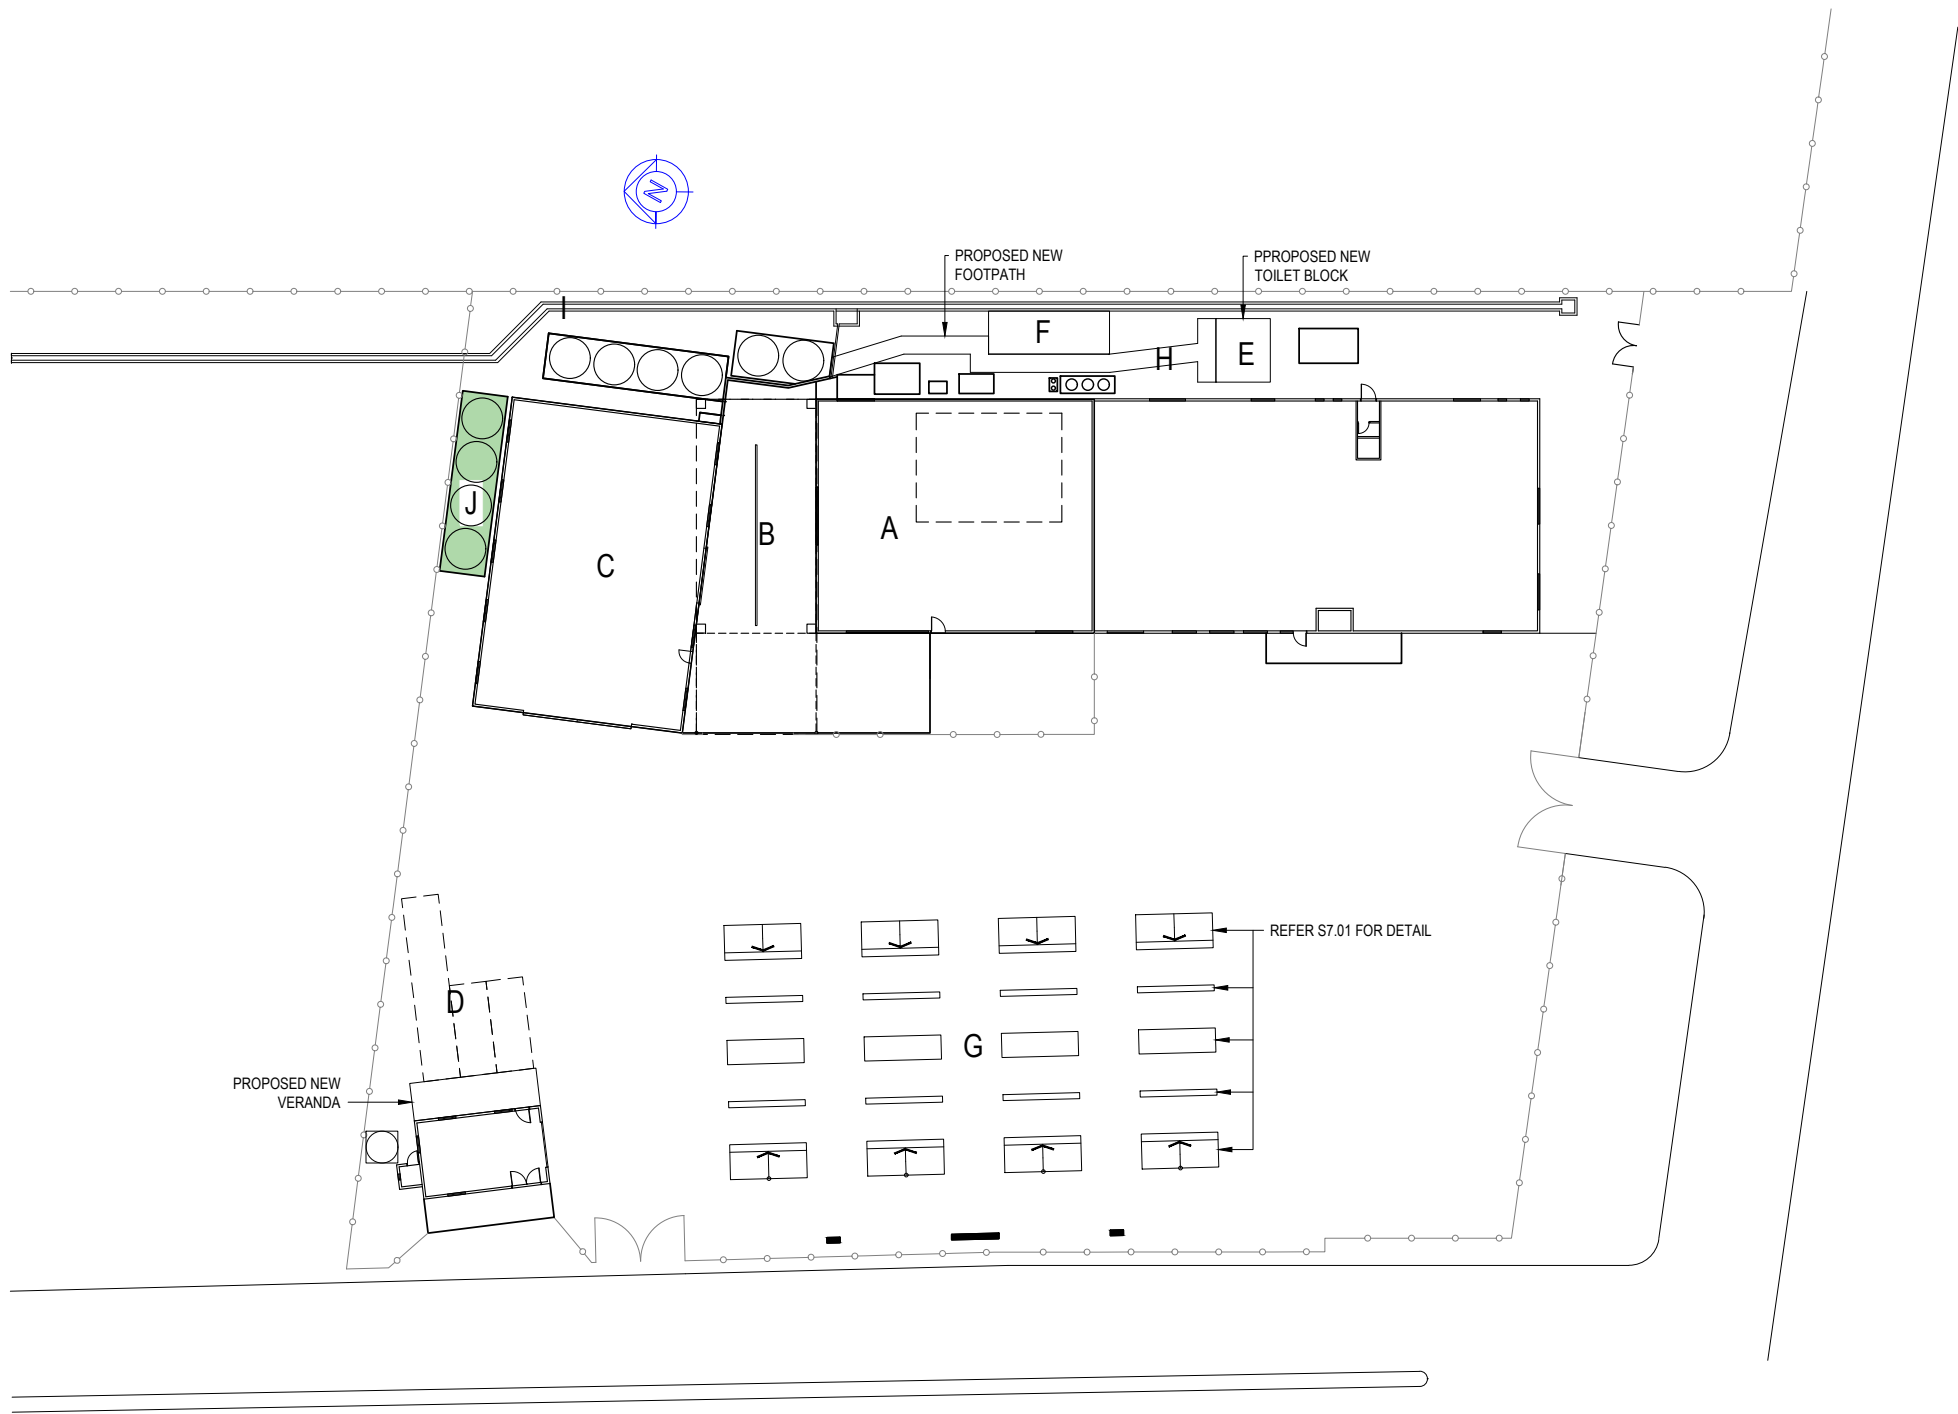 N
PROPOSED NEW
FOOTPATH
PPROPOSED NEW
TOILET BLOCK
I
F
H
E
J
C
B
A
REFER S7.01 FOR DETAIL
D
G
PROPOSED NEW
VERANDA